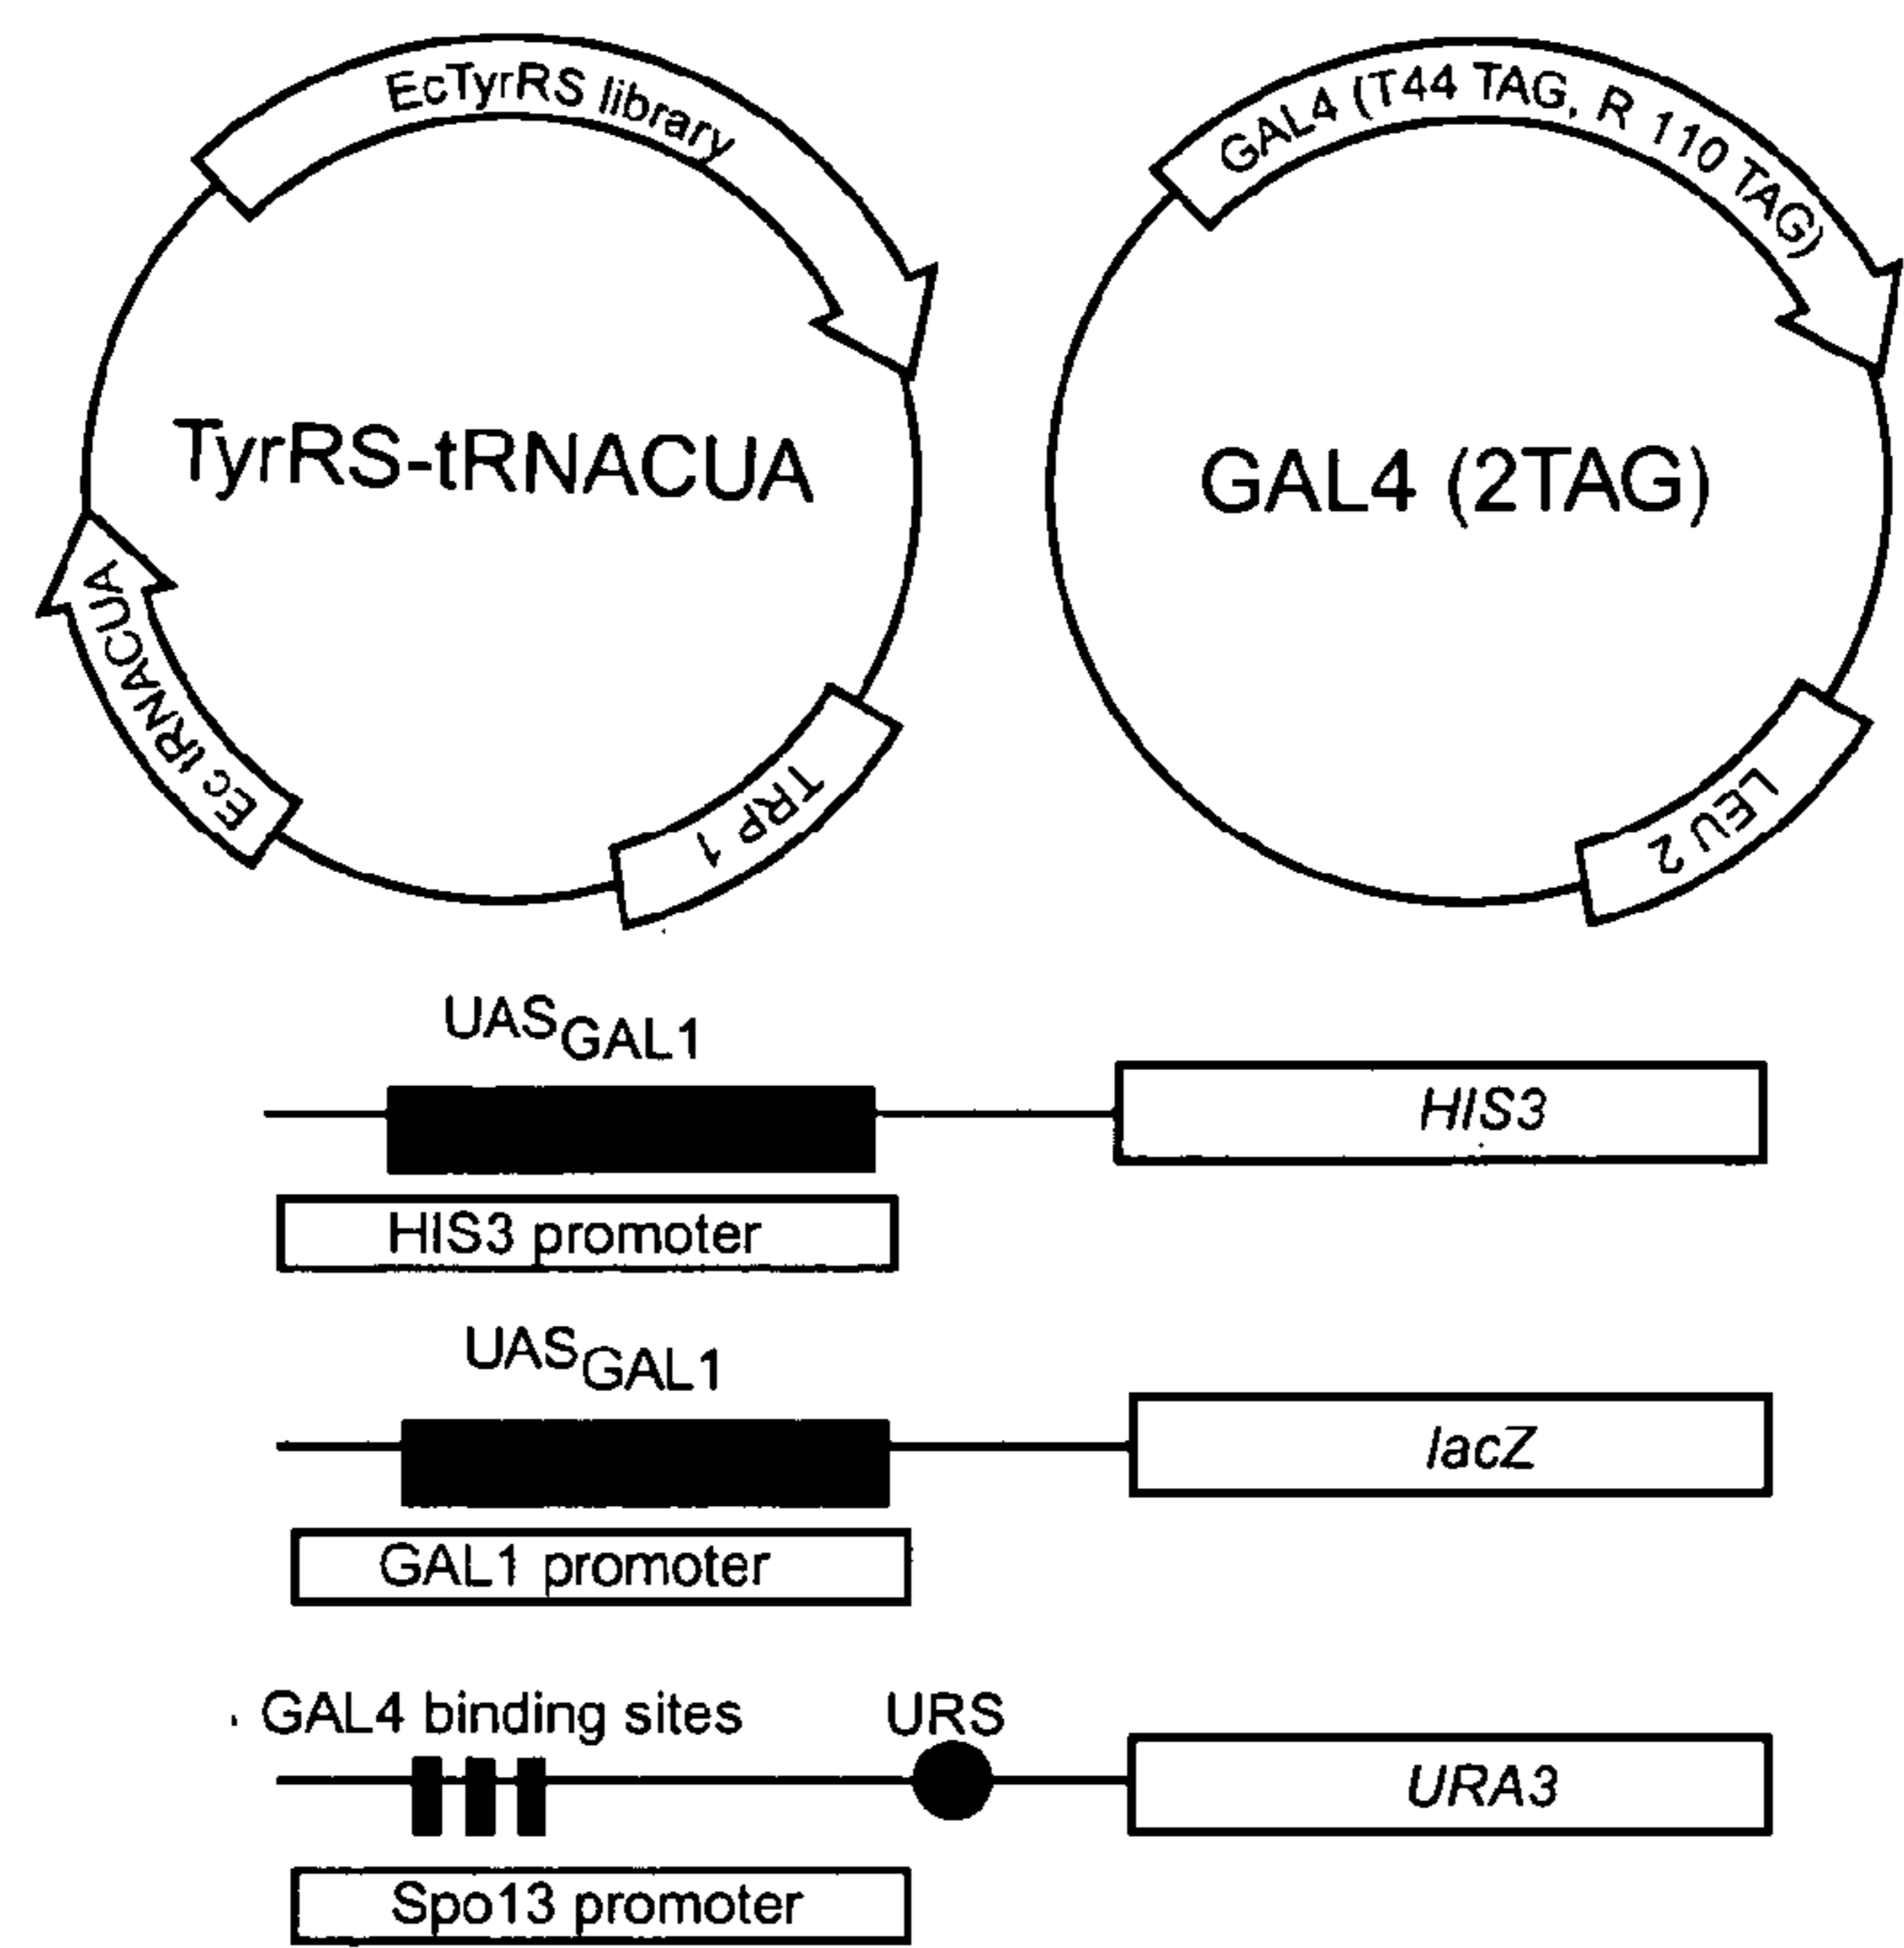 EcTyrRS library
GAL4 (T44 TAG, R 110 TAG)
TyrRS-tRNACUA
GAL4 (2TAG)
Ec tRNACUA
TRP 1
LEU 2
UASGAL1
HIS3
HIS3 promoter
UASGAL1
lacZ
GAL1 promoter
GAL4 binding sites
URS
URA3
Spo13 promoter